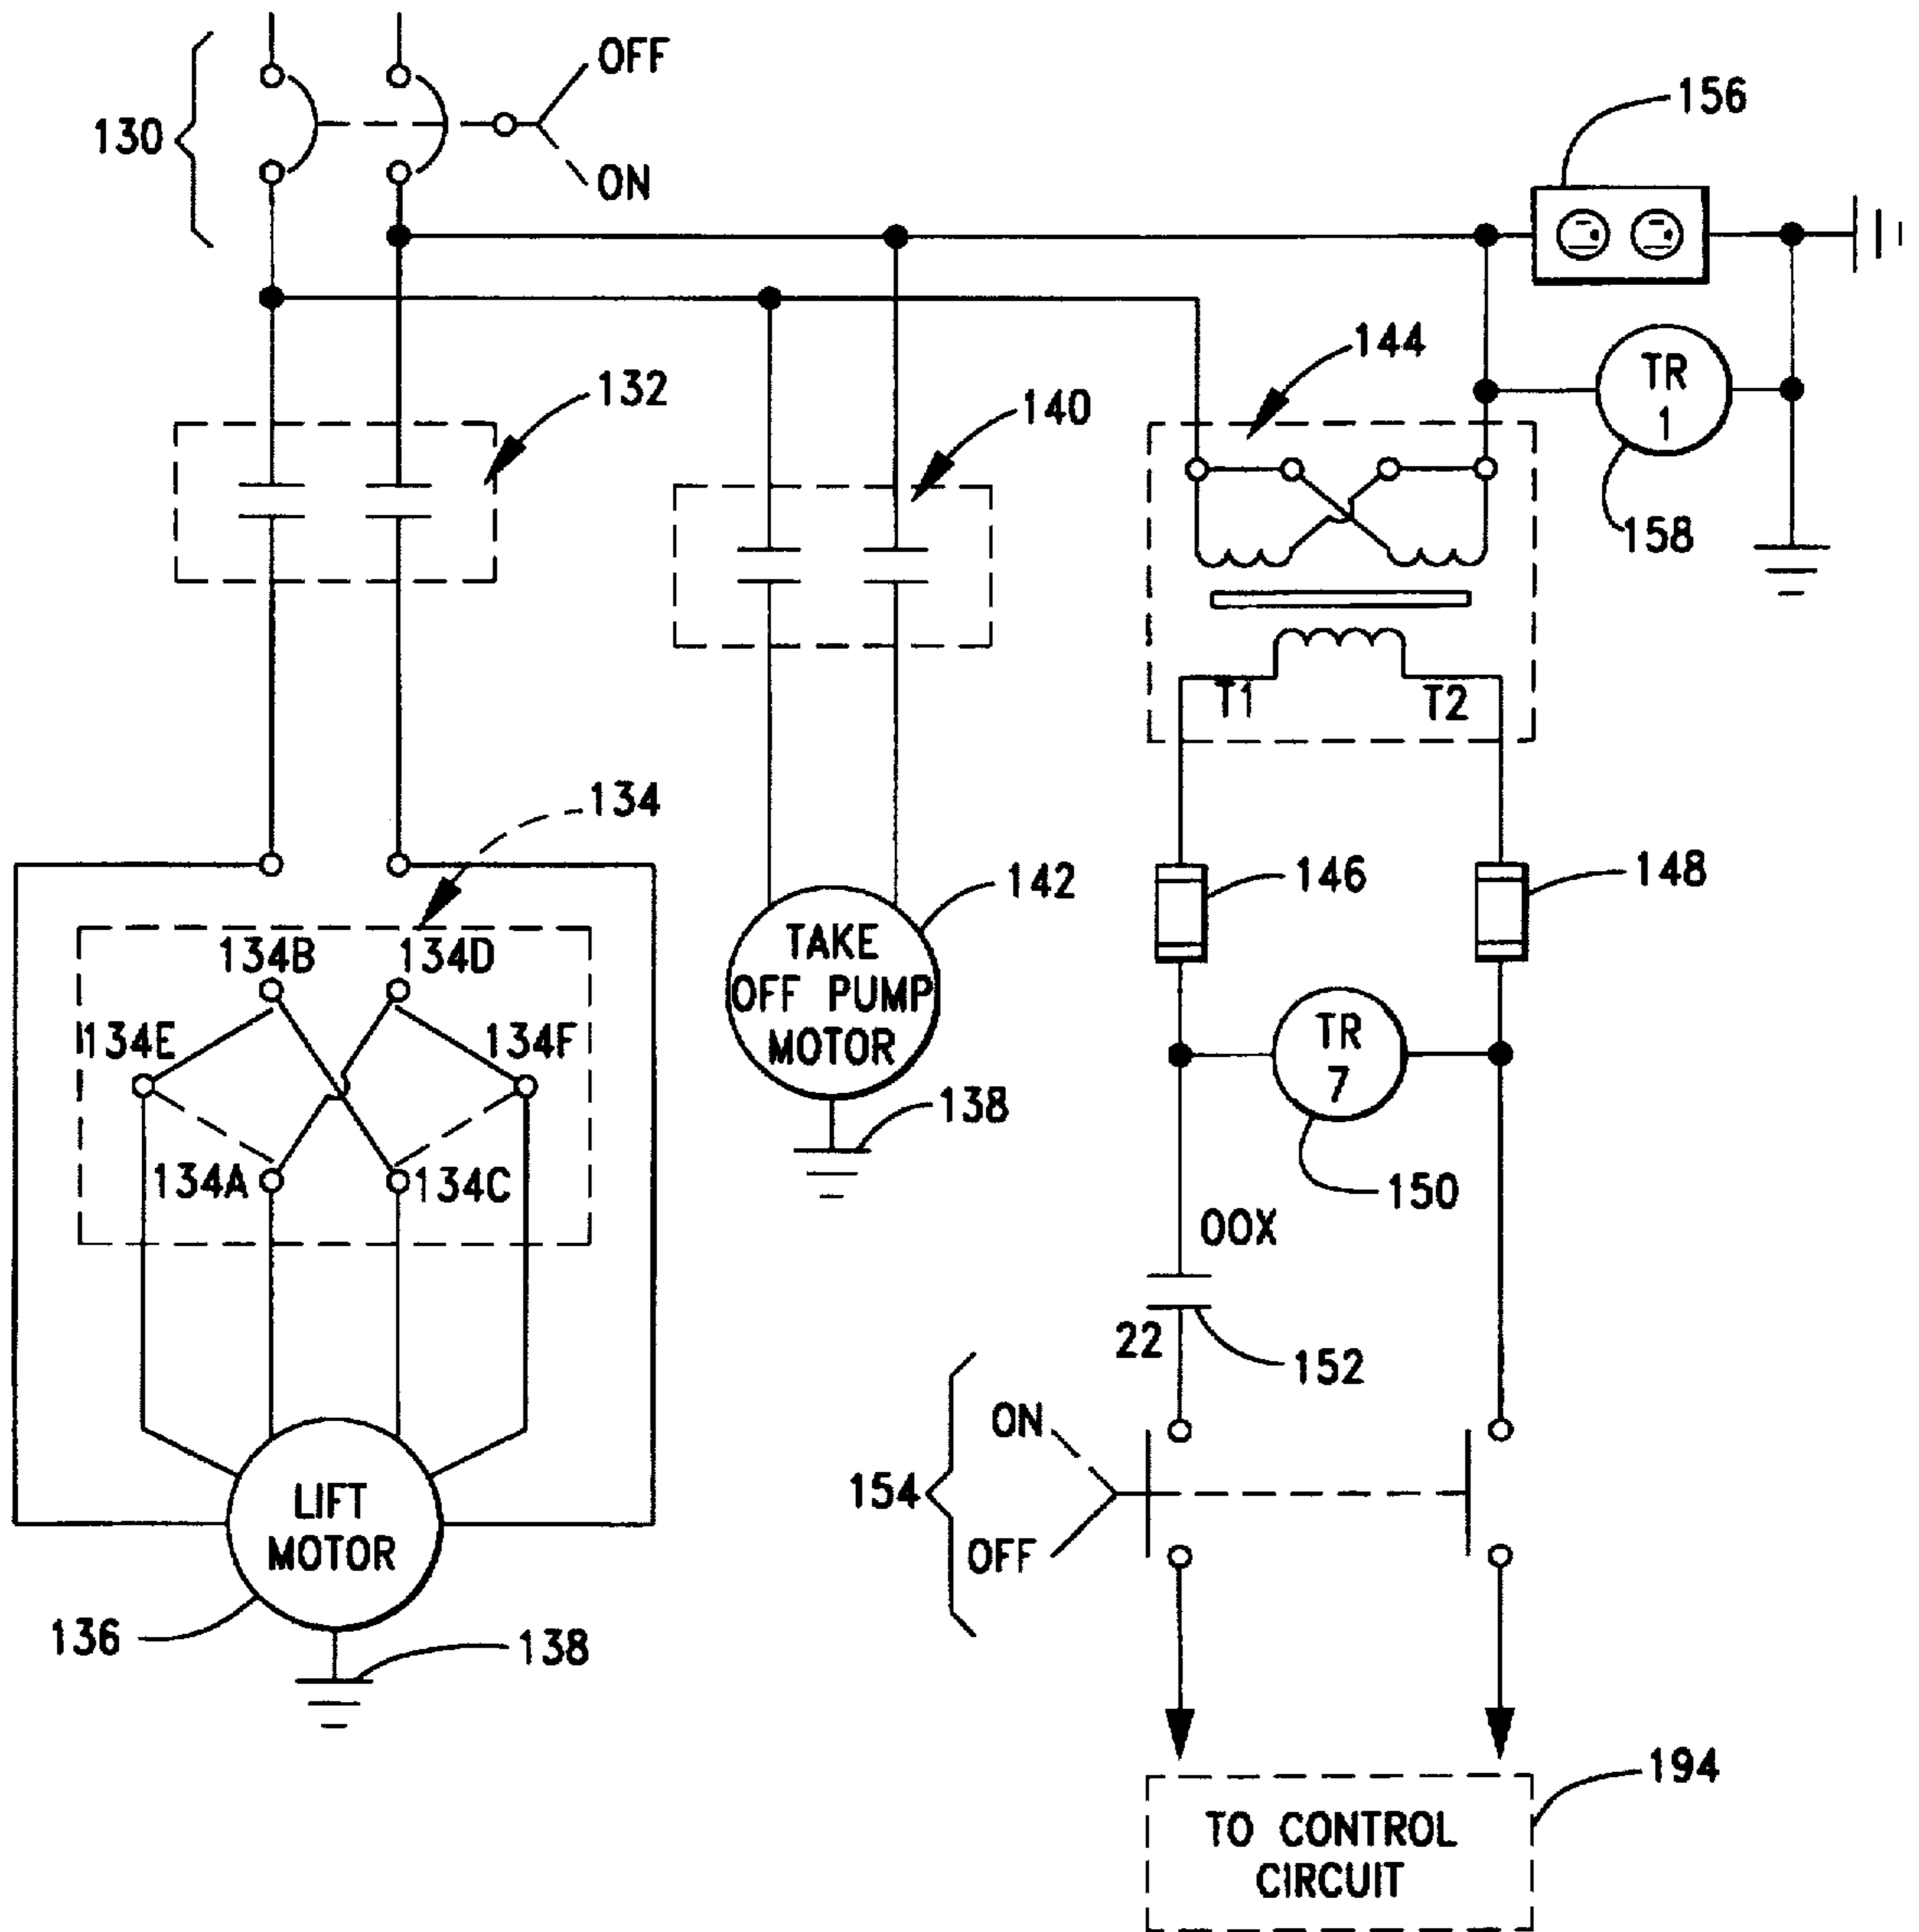 OFF
130
ON
156
144
132
140
TR
1
158
T1
T2
134
142
146
148
134B
134D
TAKE
OFF PUMP
MOTOR
134E
134F
TR
7
138
134A
134C
150
OOX
22
152
ON
154
OFF
LIFT
MOTOR
136
138
194
TO CONTROL
CIRCUIT